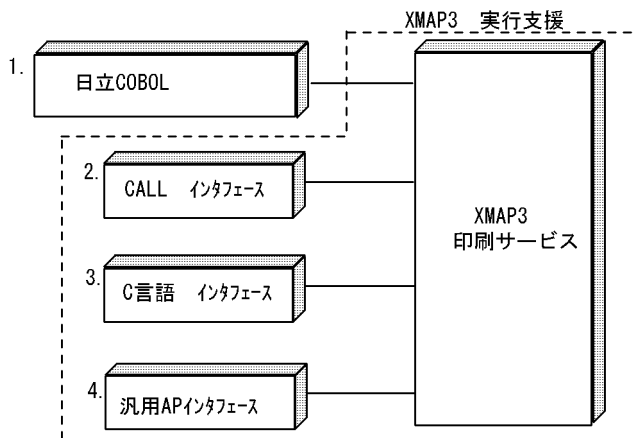 XMAP3 実行支援
1. 日立COBOL
2. CALL インタフェース
XMAP3
印刷サービス
3. C言語 インタフェース
4. 汎用APインタフェース